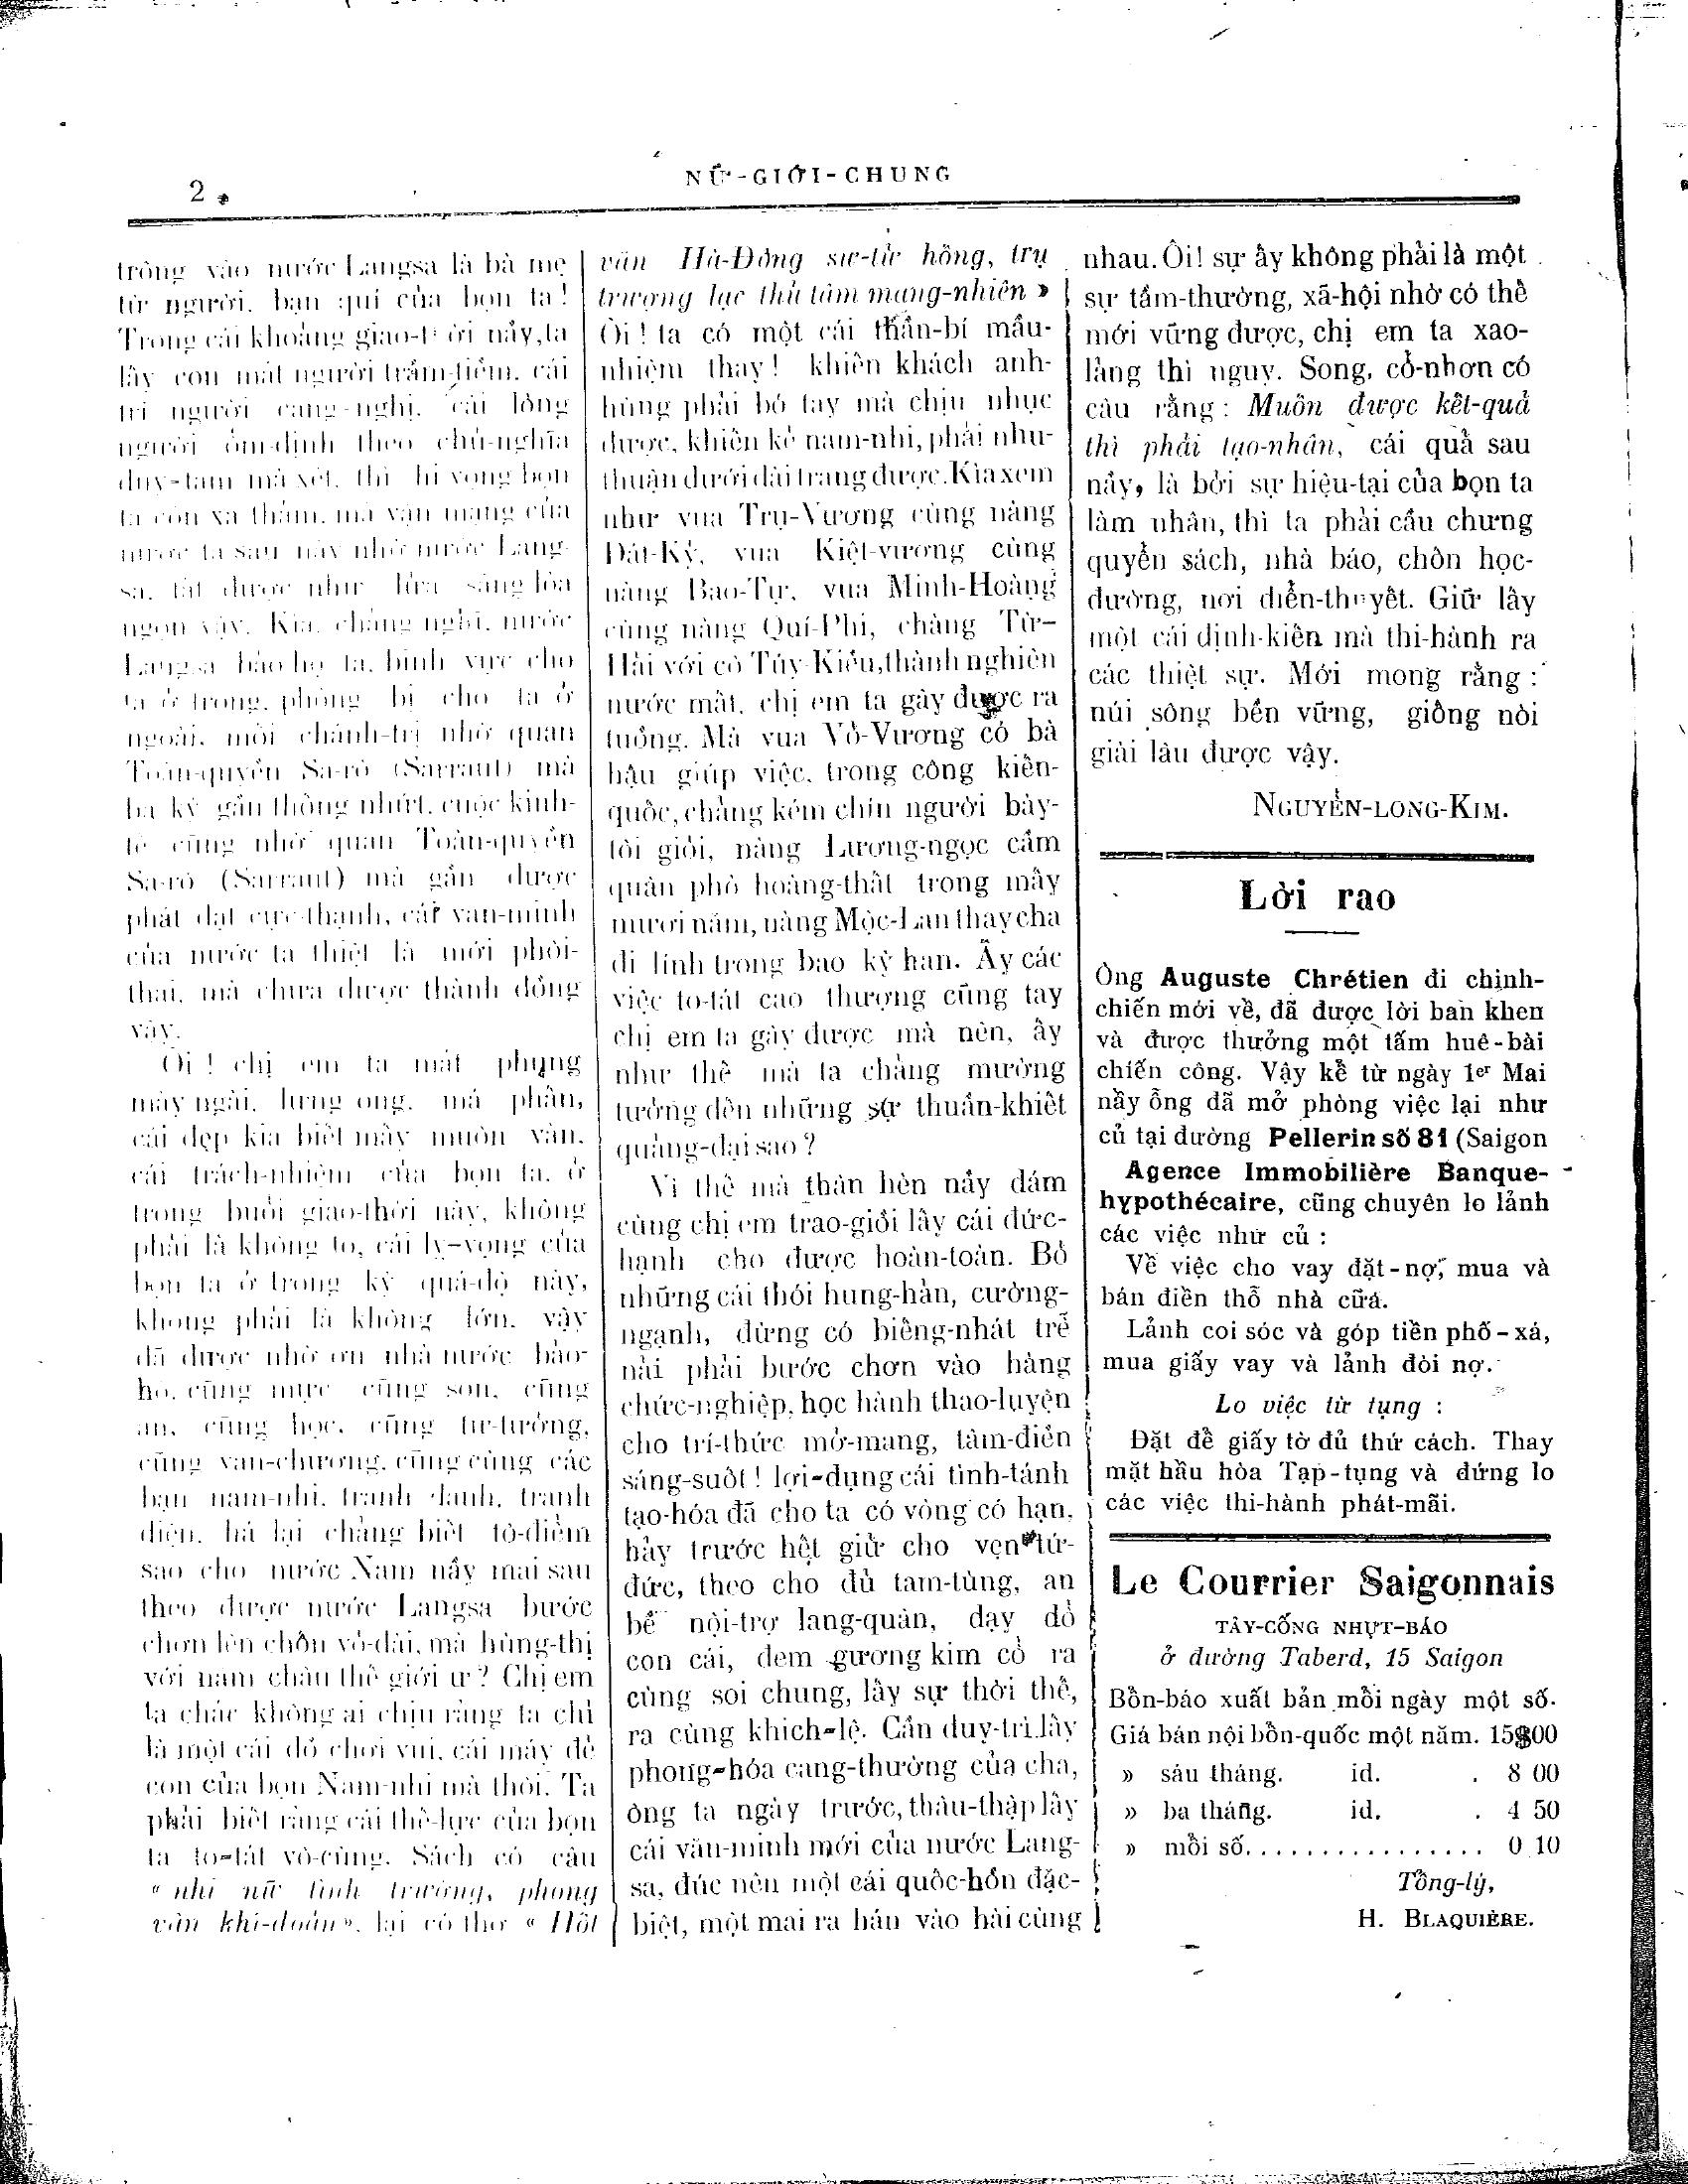 2
NỮ-GIỚI-CHUNG
trông vào nước Langsa là bà mẹ
từ người, bạn quí của bọn ta!
Trong cái khoảng giao-thời nầy, ta
lấy con mắt người trầm-tiềm, cái
trí người cang-nghị, cái lòng
người ổm-định theo chủ-nghĩa
duy-tâm mà xét, thì hi vọng bọn
ta còn xa thẳm, mà vận mạng của
nước ta sau nầy nhờ nước Lang-
sa, tất được như lửa sáng lòa
ngọn vậy. Kia, chẳng nghĩ, nước
Langsa bảo-hộ ta, binh vực cho
ta ở trong, phòng bị cho ta ở
ngoài, mối chánh-trị nhờ quan
Toàn-quyền Sa-rô (Sarraut) mà
ba kỳ gần thông nhứt, cuộc kinh-
tế cũng nhờ quan Toàn-quyền
Sa-rô (Sarraut) mà gần được
phát đạt cực-thạnh, cái văn-minh
của nước ta thiệt là mới phôi-
thai, mà chưa được thành đồng
vậy.
Ôi! chị em ta mắt phụng
mày ngài, lưng ong, má phấn,
cái đẹp kia biết mấy muôn vàn,
cái trách-nhiệm của bọn ta, ở
trong buổi giao-thời nầy, không
phải là không to, cái hy-vọng của
bọn ta ở trong kỳ quá-độ nầy,
không phải là không lớn, vậy
đã được nhờ ơn nhà nước bảo-
hộ, cũng mực cũng son, cũng
ăn, cũng học, cũng tư-tưởng,
cũng văn-chương, cũng cùng các
bạn nam-nhi, tranh danh, tranh
diện, há lại chẳng biết tô-điểm
sao cho nước Nam nầy mai sau
theo được nước Langsa bước
chơn lên chốn vỏ-đài, mà hùng-thị
với năm châu thế giới ư? Chị em
ta chắc không ai chịu rằng ta chỉ
là một cái đồ chơi vui, cái máy đẻ
con của bọn Nam-nhi mà thôi. Ta
phải biết rằng cái thế-lực của bọn
ta to-tát vô-cùng. Sách có câu
« nhi nữ tình trường, phong
vân khí-đoản», lại có thơ « Hốt
văn Hà-Đông sư-tử hống, trụ
trượng lạc thủ tâm mang-nhiên »
Ôi! ta có một cái thần-bí mầu-
nhiệm thay! khiến khách anh-
hùng phải bó tay mà chịu nhục
được, khiến kẻ nam-nhi, phải nhu-
thuận dưới đài trang được. Kìa xem
như vua Trụ-Vương cùng nàng
Đát-Kỷ, vua Kiệt-vương cùng
nàng Bao-Tự, vua Minh-Hoàng
cùng nàng Quí-Phi, chàng Từ-
Hải với cô Túy-Kiều, thành nghiên
nước mất, chị em ta gây được ra
tuồng. Mà vua Võ-Vương có bà
hậu giúp việc, trong công kiến-
quốc, chẳng kém chín người bày-
tôi giỏi, nàng Lương-ngọc cầm
quân phò hoàng-thất trong mấy
mươi năm, nàng Mộc-Lan thay cha
đi lính trong bao kỳ hạn. Ấy các
việc to-tát cao thượng cũng tay
chị em ta gây được mà nên, ấy
như thế mà ta chẳng mường
tưởng đến những sự thuần-khiết
quảng-đại sao?
Vì thế mà thân hèn nầy dám
cùng chị em trao-giồi lấy cái đức-
hạnh cho được hoàn-toàn. Bỏ
những cái thói hung-hàn, cường-
ngạnh, đừng có biếng-nhát trễ
nải phải bước chơn vào hàng
chức-nghiệp, học hành thao-luyện
cho trí-thức mở-mang, tâm-điền
sáng-suốt! lợi-dụng cái tình-tánh
tạo-hóa đã cho ta có vòng có hạn,
hãy trước hết giữ cho vẹn tứ-
đức, theo cho đủ tam-tùng, an
bề nội-trợ lang-quân, dạy dỗ
con cái, đem gương kim cổ ra
cùng soi chung, lấy sự thời thế,
ra cùng khích-lệ. Cần duy-trì lấy
phong-hóa cang-thường của cha,
ông ta ngày trước, thâu-thập lấy
cái văn-minh mới của nước Lang-
sa, đúc nên một cái quốc-hồn đặc-
biệt, một mai ra bán vào hài cùng
nhau. Ôi! sự ấy không phải là một
sự tầm-thường, xã-hội nhờ có thế
mới vững được, chị em ta xao-
lãng thì nguy. Song, cổ-nhơn có
câu rằng: Muốn được kết-quả
thì phải tạo-nhân, cái quả sau
nầy, là bởi sự hiệu-tại của bọn ta
làm nhân, thì ta phải cầu chưng
quyển sách, nhà báo, chốn học-
đường, nơi diễn-thuyết. Giữ lấy
một cái định-kiến mà thi-hành ra
các thiệt sự. Mới mong rằng:
núi sông bền vững, giống nòi
giài lâu được vậy.
NGUYỄN-LONG-KIM.
Lời rao
Ông Auguste Chrétien đi chinh-
chiến mới về, đã được lời ban khen
và được thưởng một tấm huê-bài
chiến công. Vậy kể từ ngày 1er Mai
nầy ổng đã mở phòng việc lại như
củ tại đường Pellerin số 81 (Saigon
Agence Immobilière Banque-
hypothécaire, cũng chuyên lo lảnh
các việc như củ :
Về việc cho vay đặt-nợ, mua và
bán điền thổ nhà cửa.
Lảnh coi sóc và góp tiền phố-xá,
mua giấy vay và lảnh đòi nợ.
Lo việc từ tụng :
Đặt để giấy tờ đủ thứ cách. Thay
mặt hầu hòa Tạp-tụng và đứng lo
các việc thi-hành phát-mãi.
Le Courrier Saigonnais
TÂY-CỐNG NHỰT-BÁO
ở đường Taberd, 15 Saigon
Bổn-báo xuất bản mỗi ngày một số.
Giá bán nội bổn-quốc một năm. 15$00
» sáu tháng. id. . 8 00
» ba tháng. id. . 4 50
» mỗi số. . . . . . . . . . . . . . . . 0 10
Tổng-lý,
H. BLAQUIÈRE.